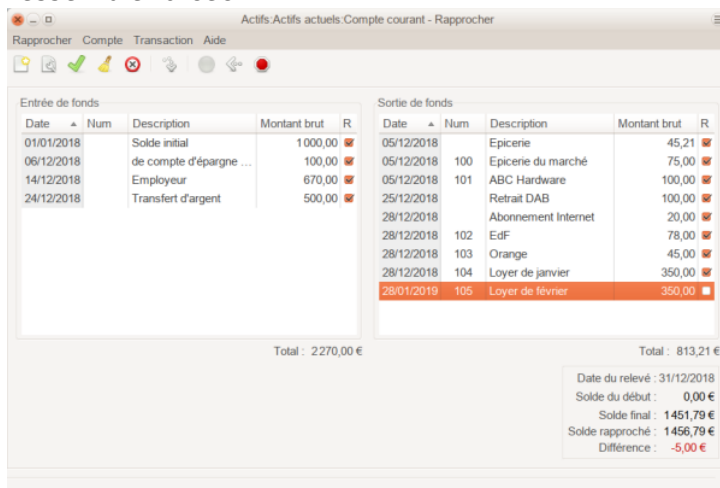 Actifs:Actifs actuels:Compte courant - Rapprocher
Rapprocher Compte Transaction Aide
Entrée de fonds
Date Num Description Montant brut R
01/01/2018 Solde initial 1 000,00
06/12/2018 de compte d'épargne ... 100,00
14/12/2018 Employeur 670,00
24/12/2018 Transfert d'argent 500,00
Total : 2 270,00 €
Sortie de fonds
Date Num Description Montant brut R
05/12/2018 Epicerie 45,21
05/12/2018 100 Epicerie du marché 75,00
05/12/2018 101 ABC Hardware 100,00
25/12/2018 Retrait DAB 100,00
28/12/2018 Abonnement Internet 20,00
28/12/2018 102 EdF 78,00
28/12/2018 103 Orange 45,00
28/12/2018 104 Loyer de janvier 350,00
28/01/2019 105 Loyer de février 350,00
Total : 813,21 €
Date du relevé : 31/12/2018
Solde du début : 0,00 €
Solde final : 1 451,79 €
Solde rapproché : 1 456,79 €
Différence : -5,00 €